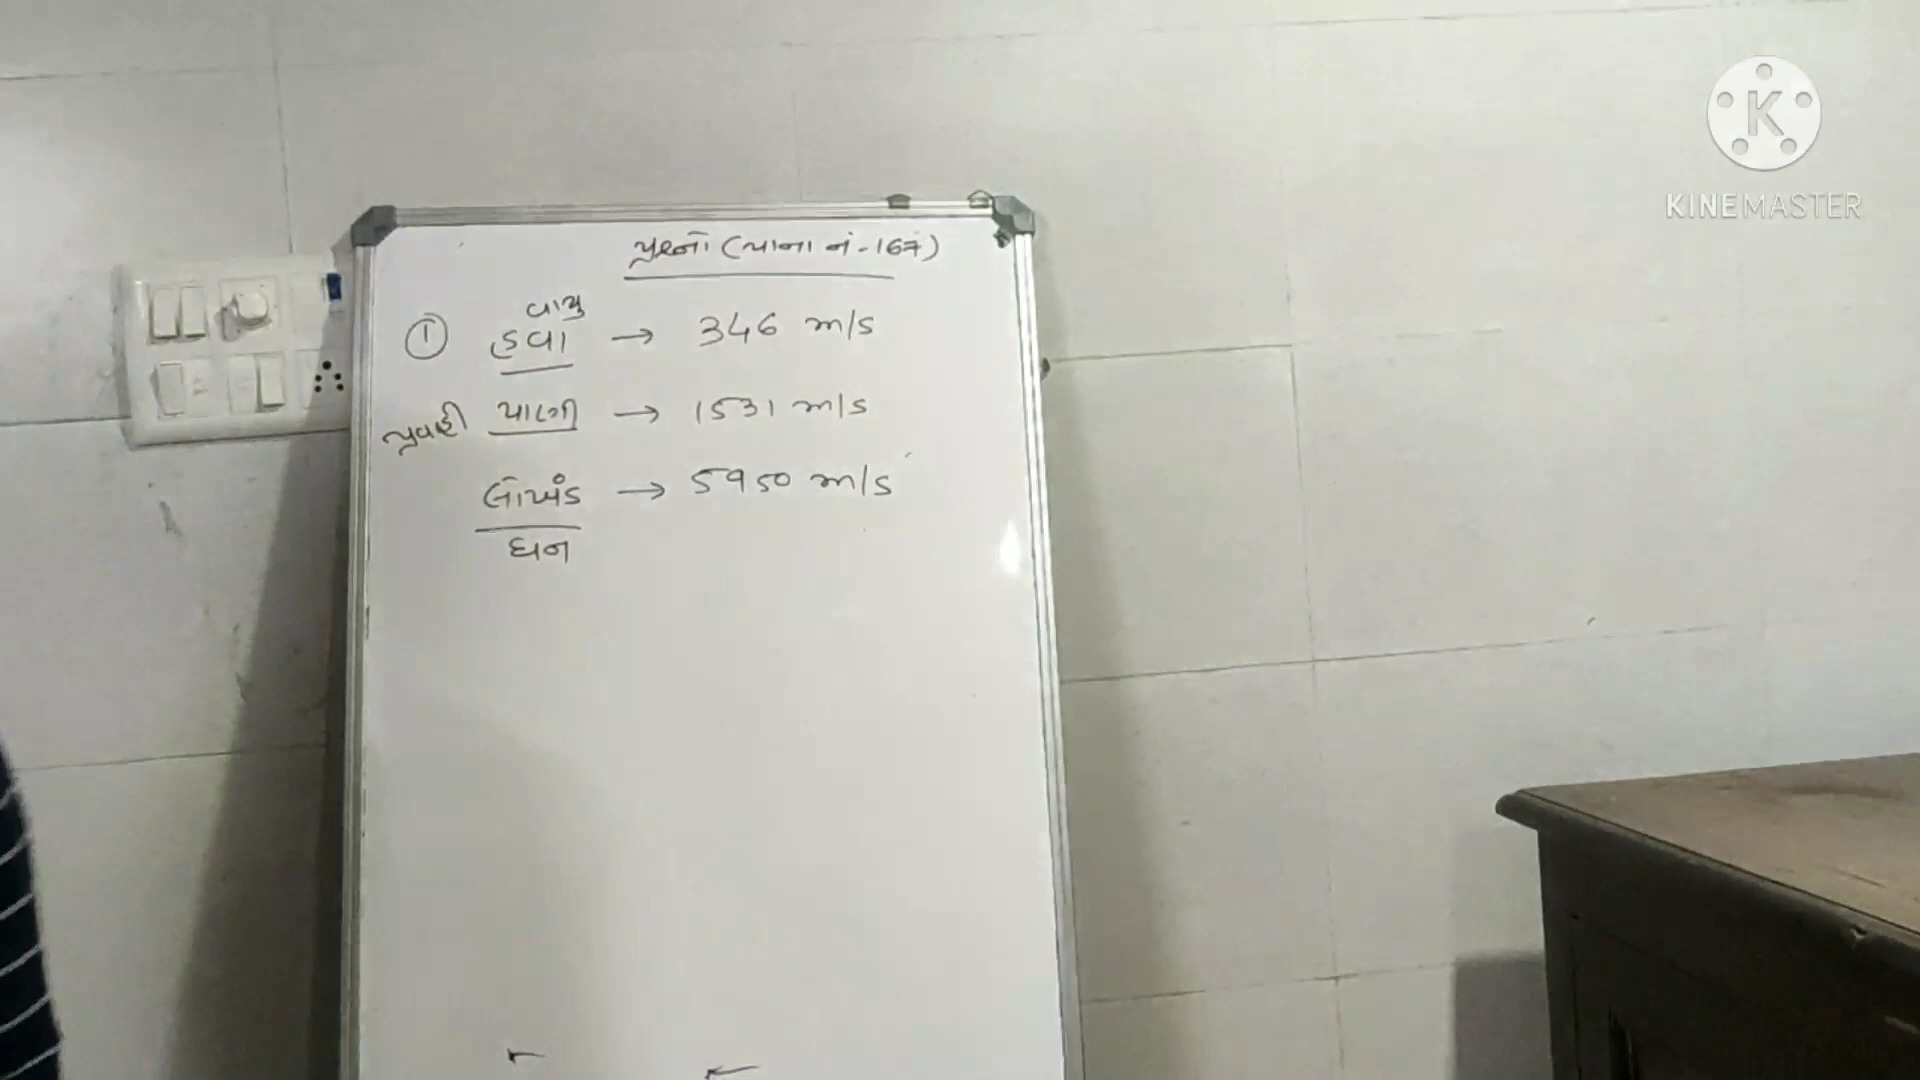 પ્રશ્નો (પાના નં-167)
વાયુ
① હવા → 346 m/s
પ્રવાહી પાણી → 1531 m/s
લોખંડ → 5950 m/s
ઘન
K
KINEMASTER